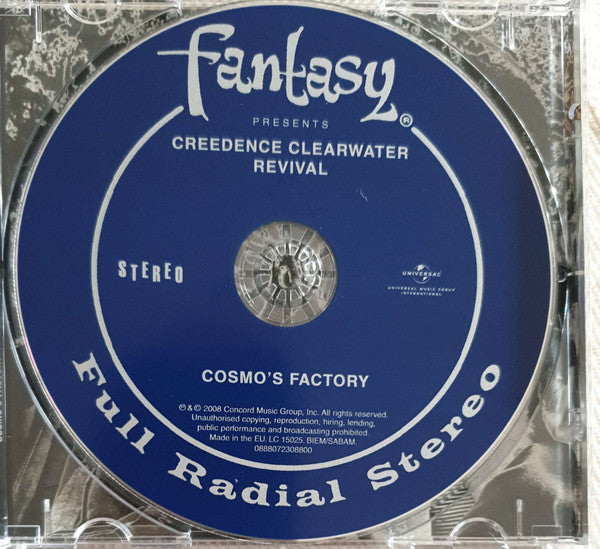 fantasy®
PRESENTS
CREEDENCE CLEARWATER
REVIVAL
STEREO
UNIVERSAL
UNIVERSAL MUSIC GROUP
INTERNATIONAL
COSMO'S FACTORY
℗ & © 2008 Concord Music Group, Inc. All rights reserved.
Unauthorised copying, reproduction, hiring, lending,
public performance and broadcasting prohibited.
Made in the EU. LC 15025. BIEM/SABAM.
0888072308800
Full Radial Stereo